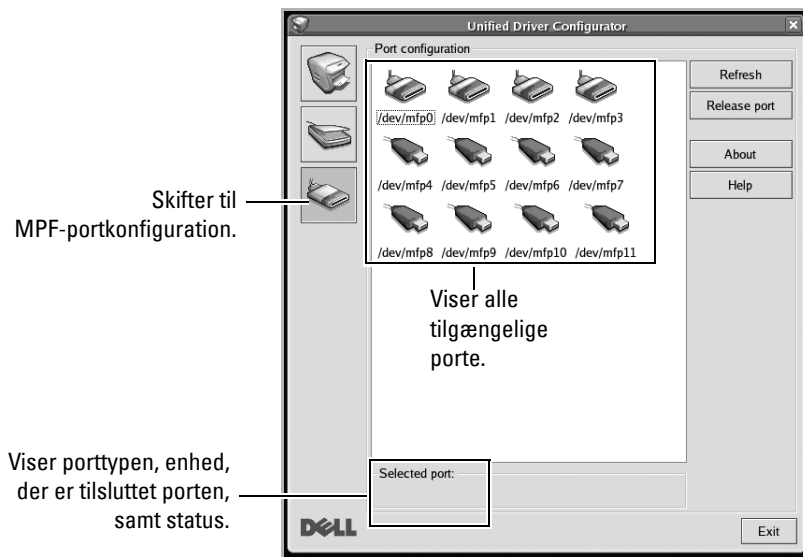 Unified Driver Configurator
Port configuration
/dev/mfp0 /dev/mfp1 /dev/mfp2 /dev/mfp3
/dev/mfp4 /dev/mfp5 /dev/mfp6 /dev/mfp7
/dev/mfp8 /dev/mfp9 /dev/mfp10 /dev/mfp11
Refresh
Release port
About
Help
Skifter til
MPF-portkonfiguration.
Viser alle
tilgængelige
porte.
Viser porttypen, enhed,
der er tilsluttet porten,
samt status.
Selected port:
DELL
Exit